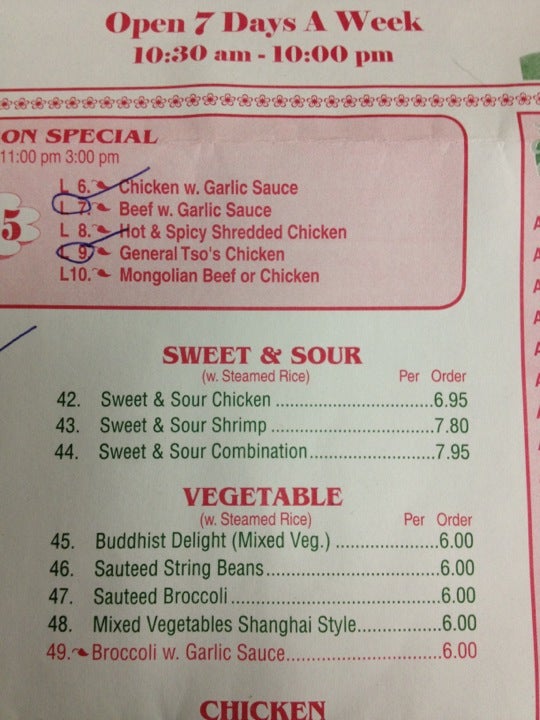 Open 7 Days A Week
10:30 am - 10:00 pm
ON SPECIAL
11:00 pm 3:00 pm
5
L 6. Chicken w. Garlic Sauce
L 7. Beef w. Garlic Sauce
L 8. Hot & Spicy Shredded Chicken
L 9. General Tso's Chicken
L10. Mongolian Beef or Chicken
SWEET & SOUR
(w. Steamed Rice) Per Order
42. Sweet & Sour Chicken ..................................6.95
43. Sweet & Sour Shrimp ...................................7.80
44. Sweet & Sour Combination...........................7.95
VEGETABLE
(w. Steamed Rice) Per Order
45. Buddhist Delight (Mixed Veg.) ......................6.00
46. Sauteed String Beans...................................6.00
47. Sauteed Broccoli..........................................6.00
48. Mixed Vegetables Shanghai Style.................6.00
49. Broccoli w. Garlic Sauce...............................6.00
CHICKEN